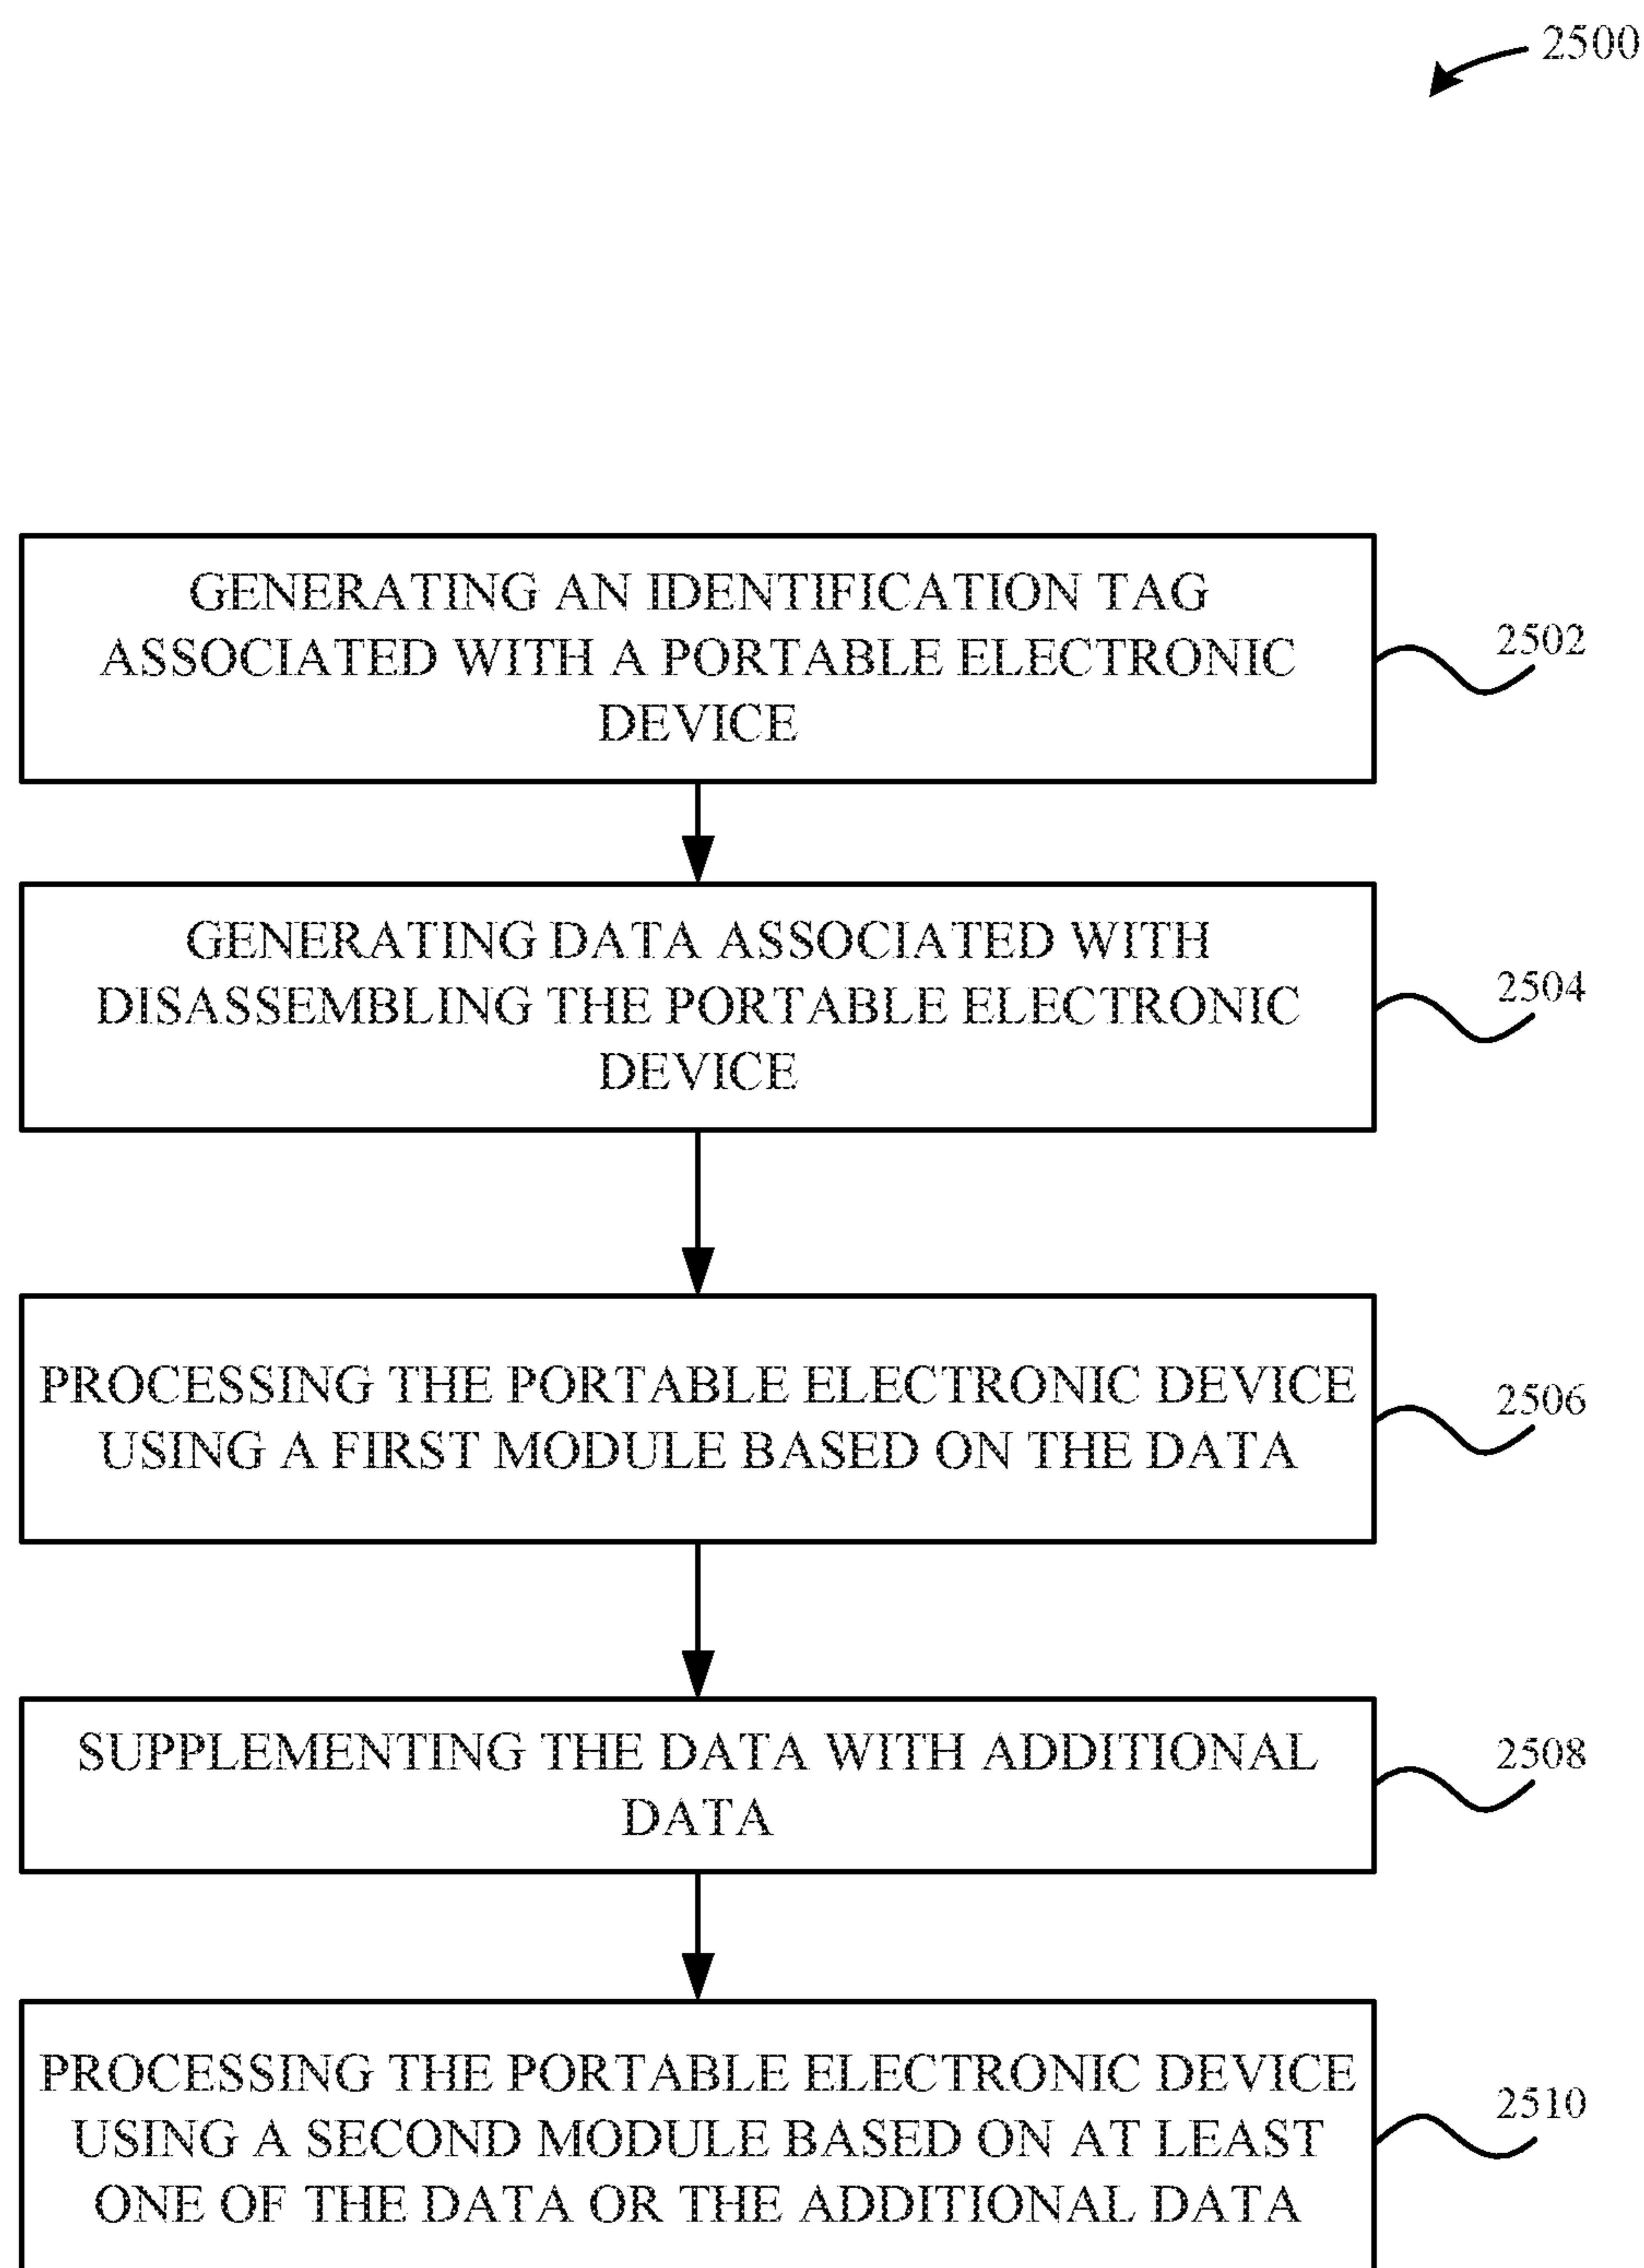 2500
GENERATING AN IDENTIFICATION TAG
ASSOCIATED WITH A PORTABLE ELECTRONIC
DEVICE
2502
GENERATING DATA ASSOCIATED WITH
DISASSEMBLING THE PORTABLE ELECTRONIC
DEVICE
2504
PROCESSING THE PORTABLE ELECTRONIC DEVICE
USING A FIRST MODULE BASED ON THE DATA
2506
SUPPLEMENTING THE DATA WITH ADDITIONAL
DATA
2508
PROCESSING THE PORTABLE ELECTRONIC DEVICE
USING A SECOND MODULE BASED ON AT LEAST
ONE OF THE DATA OR THE ADDITIONAL DATA
2510